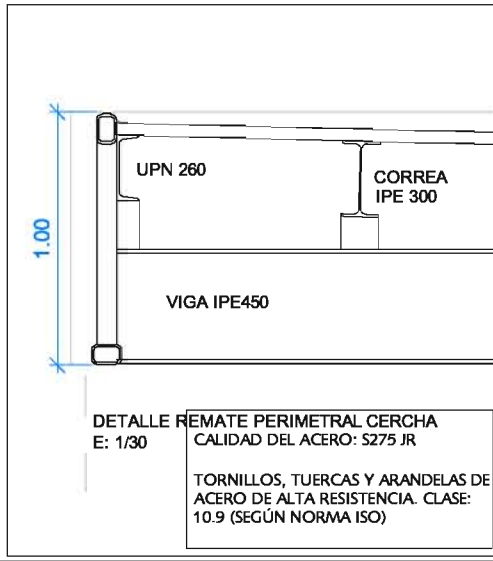 UPN 260
CORREA
IPE 300
1.00
VIGA IPE450
DETALLE REMATE PERIMETRAL CERCHA
E: 1/30
CALIDAD DEL ACERO: S275 JR
TORNILLOS, TUERCAS Y ARANDELAS DE
ACERO DE ALTA RESISTENCIA. CLASE:
10.9 (SEGÚN NORMA ISO)